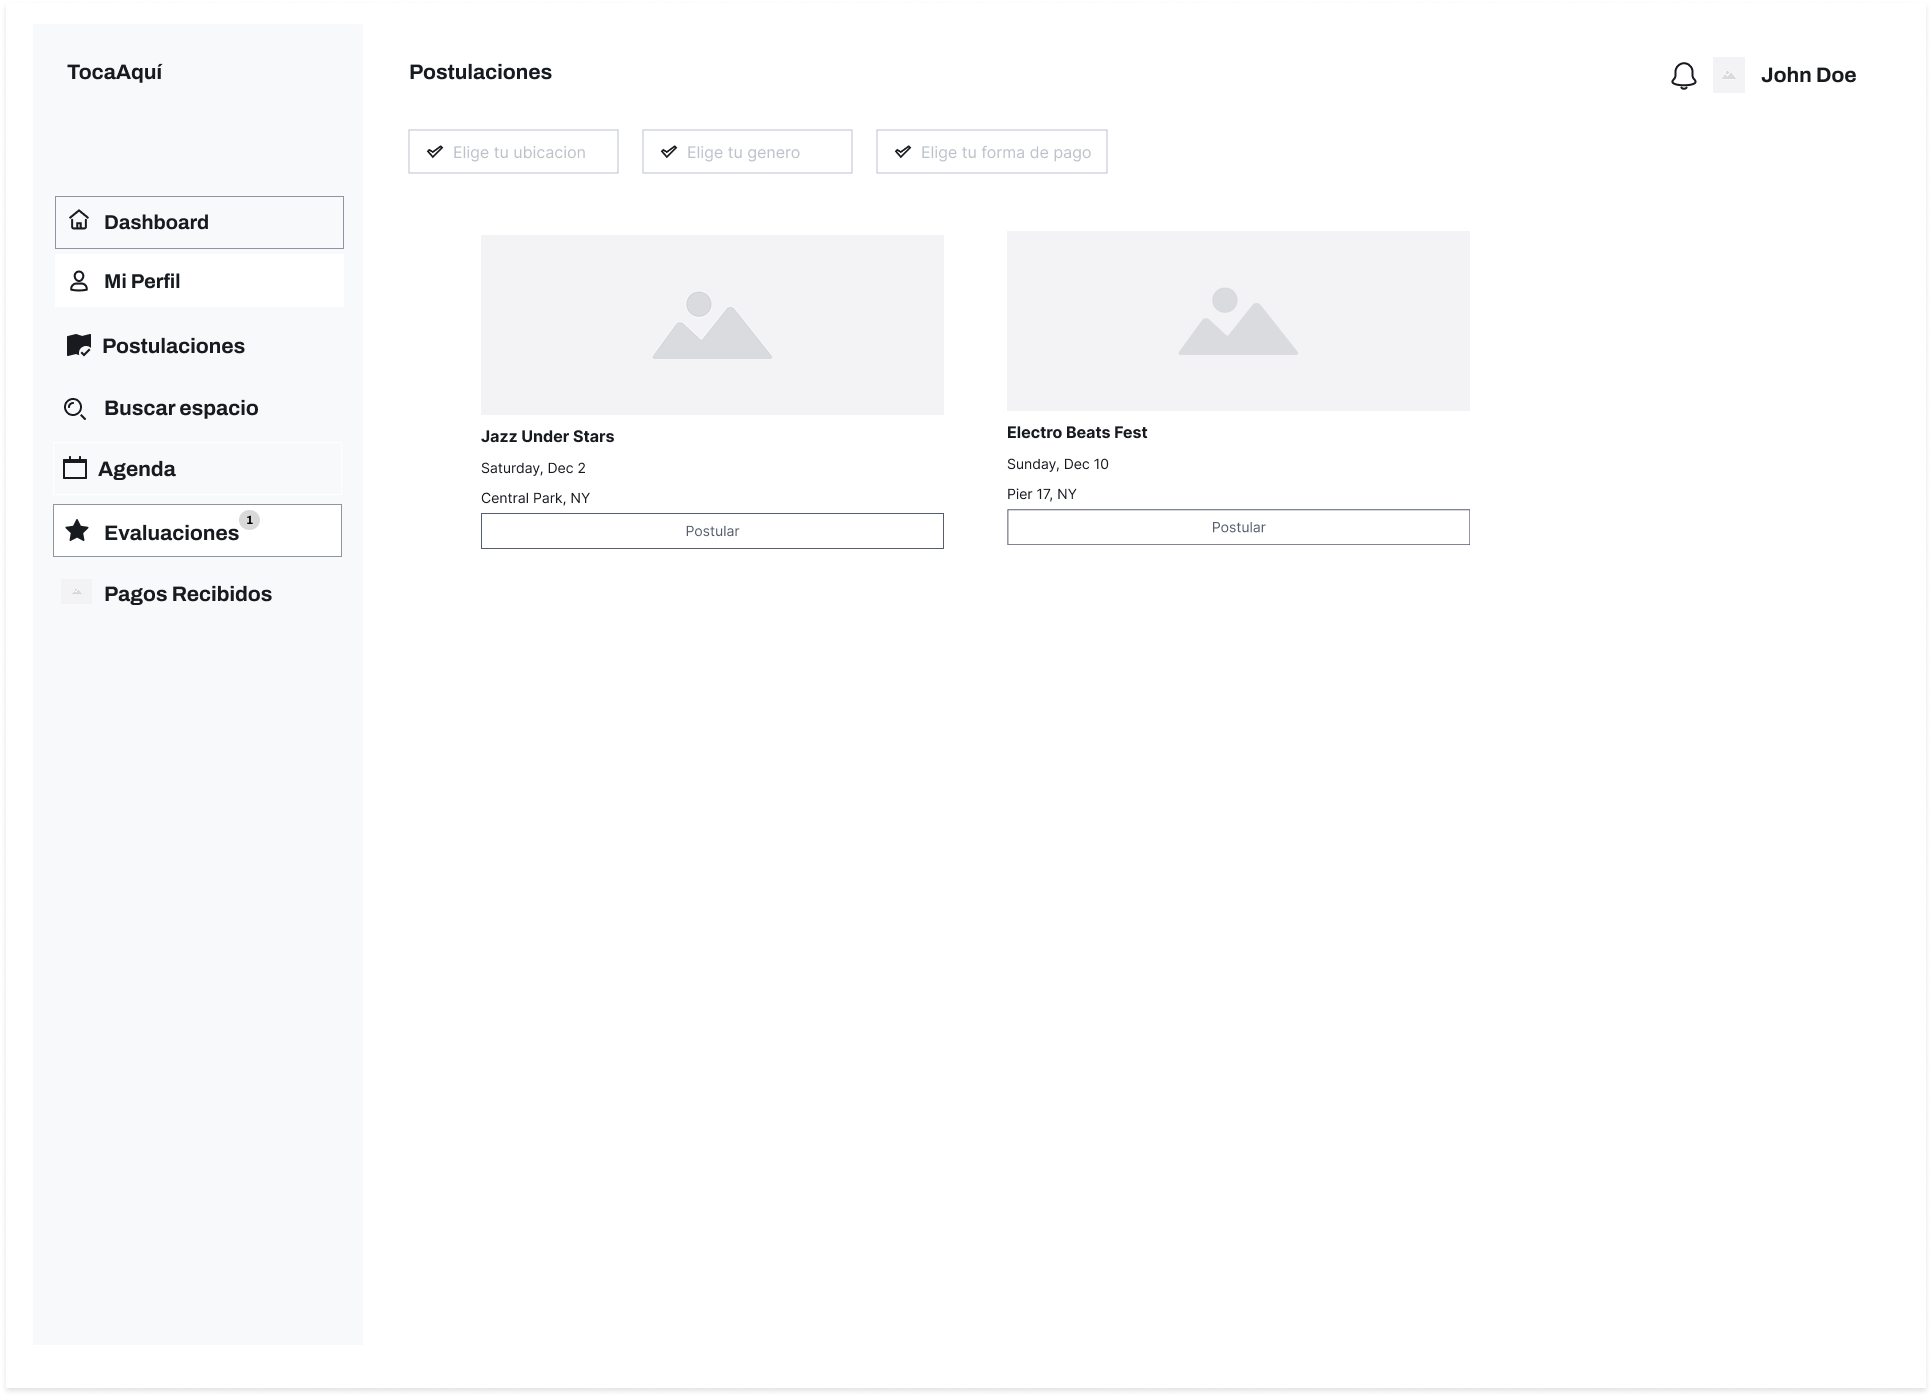 TocaAquí
Dashboard
Mi Perfil
Postulaciones
Buscar espacio
Agenda
Evaluaciones 1
Pagos Recibidos
Postulaciones
John Doe
Elige tu ubicacion
Elige tu genero
Elige tu forma de pago
Jazz Under Stars
Saturday, Dec 2
Central Park, NY
Postular
Electro Beats Fest
Sunday, Dec 10
Pier 17, NY
Postular